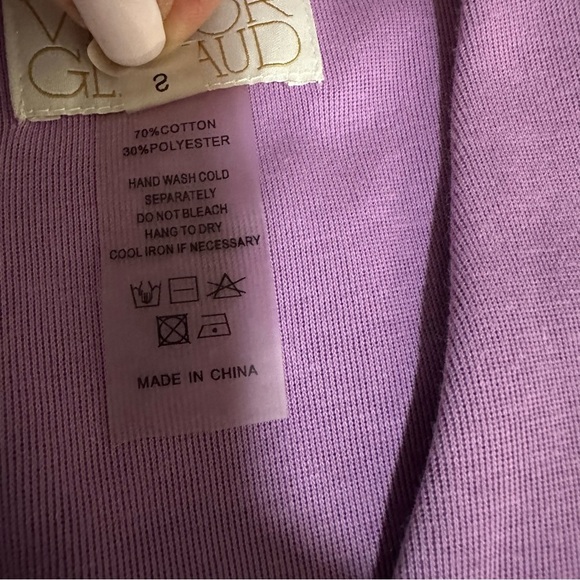 S
70%COTTON
30%POLYESTER
HAND WASH COLD
SEPARATELY
DO NOT BLEACH
HANG TO DRY
COOL IRON IF NECESSARY
MADE IN CHINA